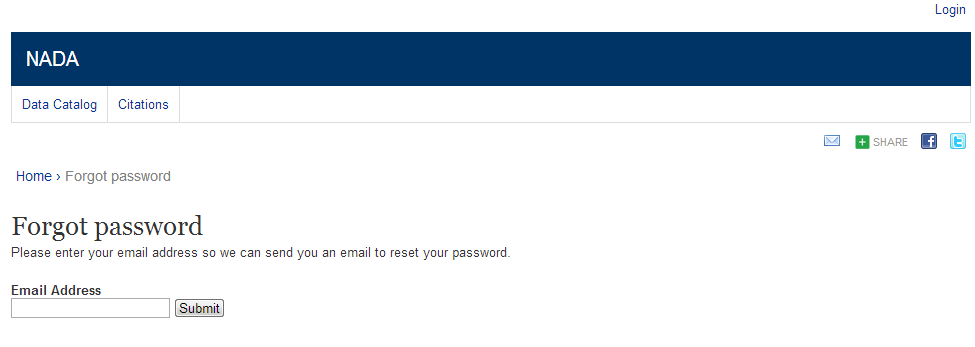 Login
NADA
Data Catalog Citations
SHARE
Home › Forgot password
Forgot password
Please enter your email address so we can send you an email to reset your password.
Email Address
Submit